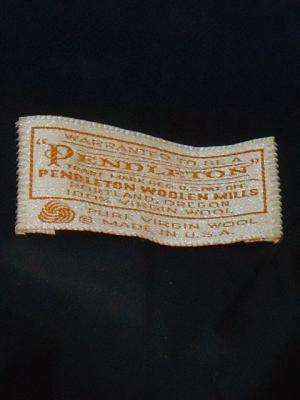 WARRANTED TO BE A
"PENDLETON"
TRADE MARK REG. U.S. PAT. OFF.
PENDLETON WOOLEN MILLS
PORTLAND, OREGON
100% VIRGIN WOOL
PURE VIRGIN WOOL
® MADE IN U.S.A.